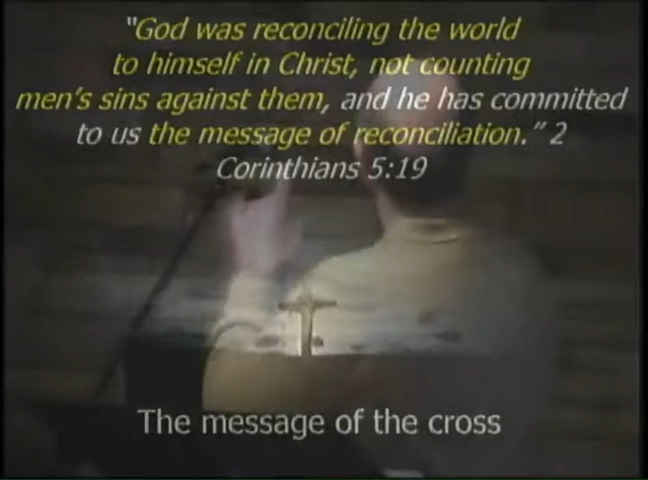 "God was reconciling the world
to himself in Christ, not counting
men's sins against them, and he has committed
to us the message of reconciliation." 2
Corinthians 5:19
The message of the cross